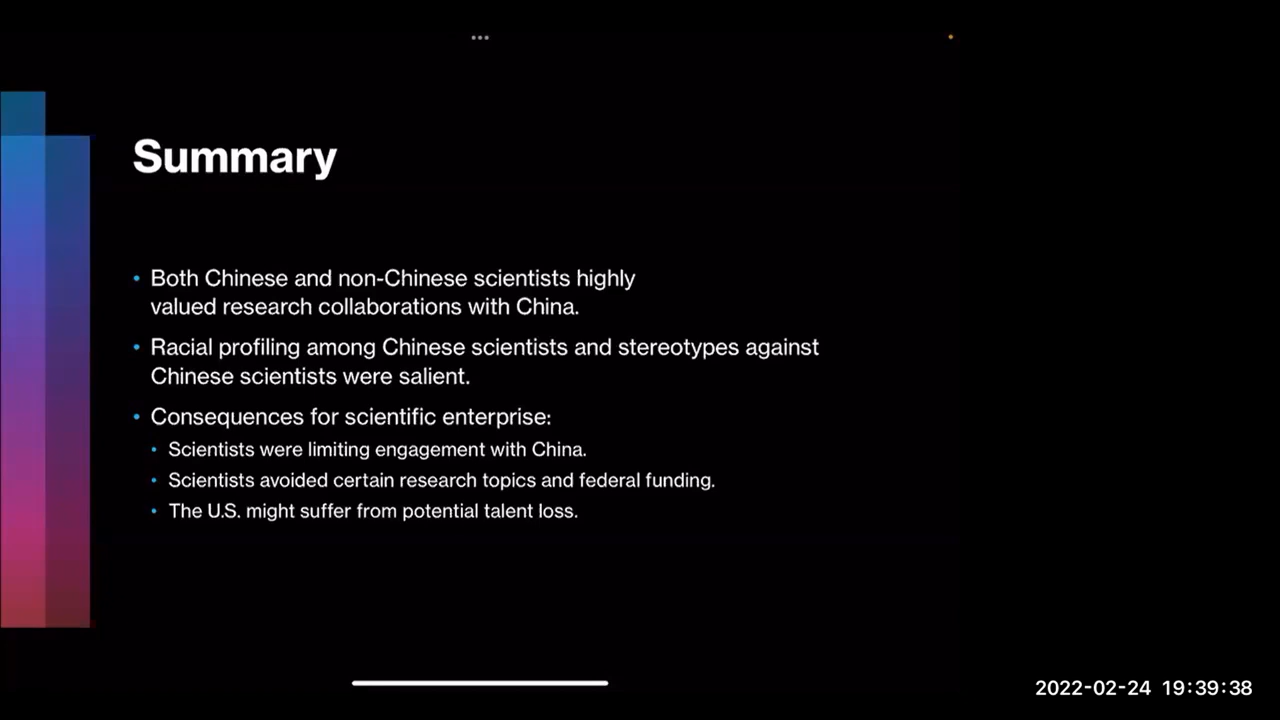 Summary
• Both Chinese and non-Chinese scientists highly
valued research collaborations with China.
• Racial profiling among Chinese scientists and stereotypes against
Chinese scientists were salient.
• Consequences for scientific enterprise:
• Scientists were limiting engagement with China.
• Scientists avoided certain research topics and federal funding.
• The U.S. might suffer from potential talent loss.
2022-02-24 19:39:38